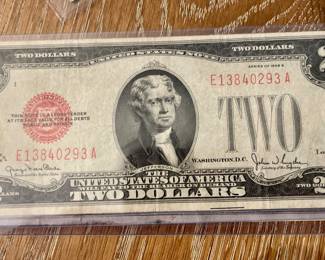 TWO DOLLARS
TWO DOLLARS
SERIES OF 1928
E 13840293 A
THIS NOTE IS A LEGAL TENDER
AT ITS FACE VALUE FOR ALL DEBTS
PUBLIC AND PRIVATE
TWO
E 13840293 A
WASHINGTON, D.C.
THE
UNITED STATES OF AMERICA
WILL PAY TO THE BEARER ON DEMAND
TWO DOLLARS